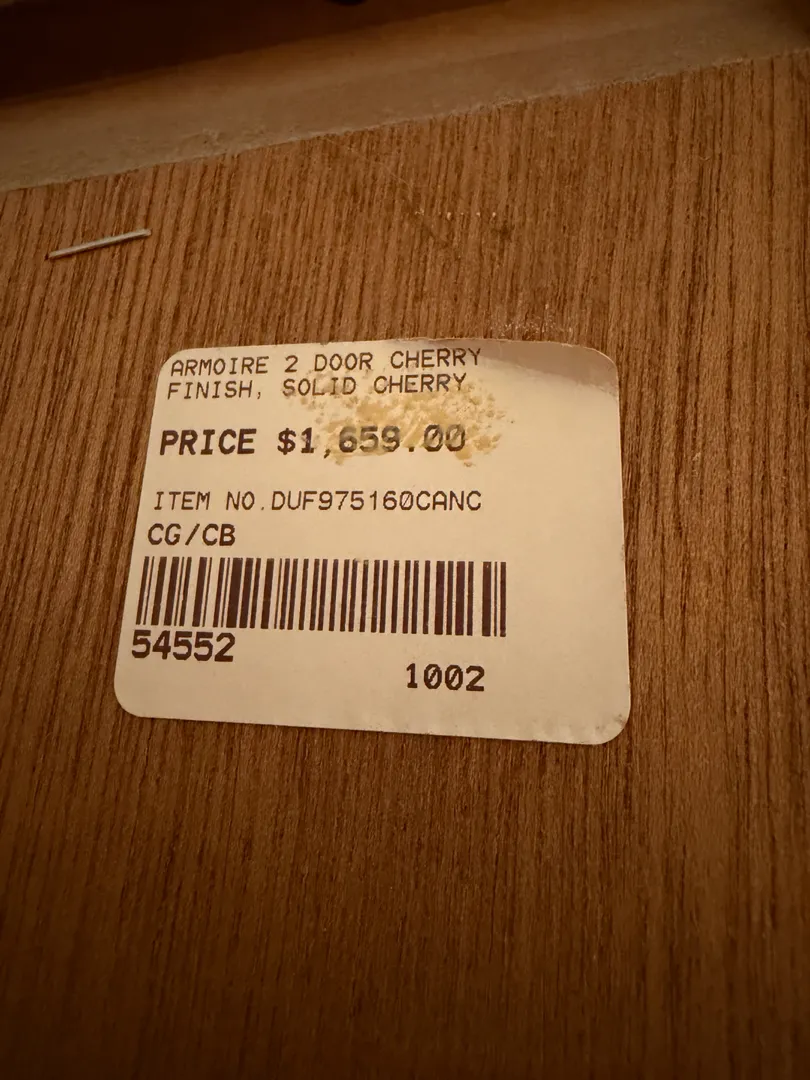 ARMOIRE 2 DOOR CHERRY
FINISH, SOLID CHERRY
PRICE $1,659.00
ITEM NO.DUF975160CANC
CG/CB
54552
1002